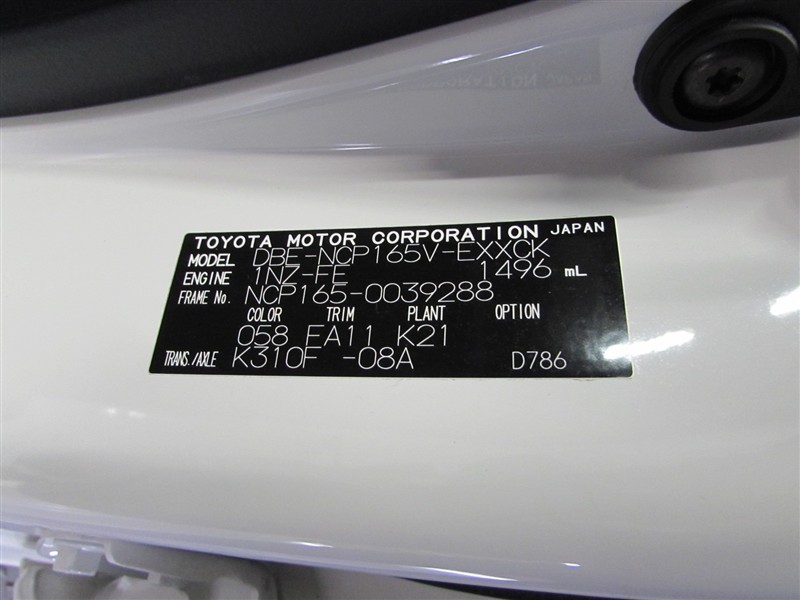 TOYOTA MOTOR CORPORATION JAPAN
MODEL DBE-NCP165V-EXXCK
ENGINE 1NZ-FE 1496 mL
FRAME No. NCP165-0039288
COLOR TRIM PLANT OPTION
058 FA11 K21
TRANS./AXLE K310F -08A D786